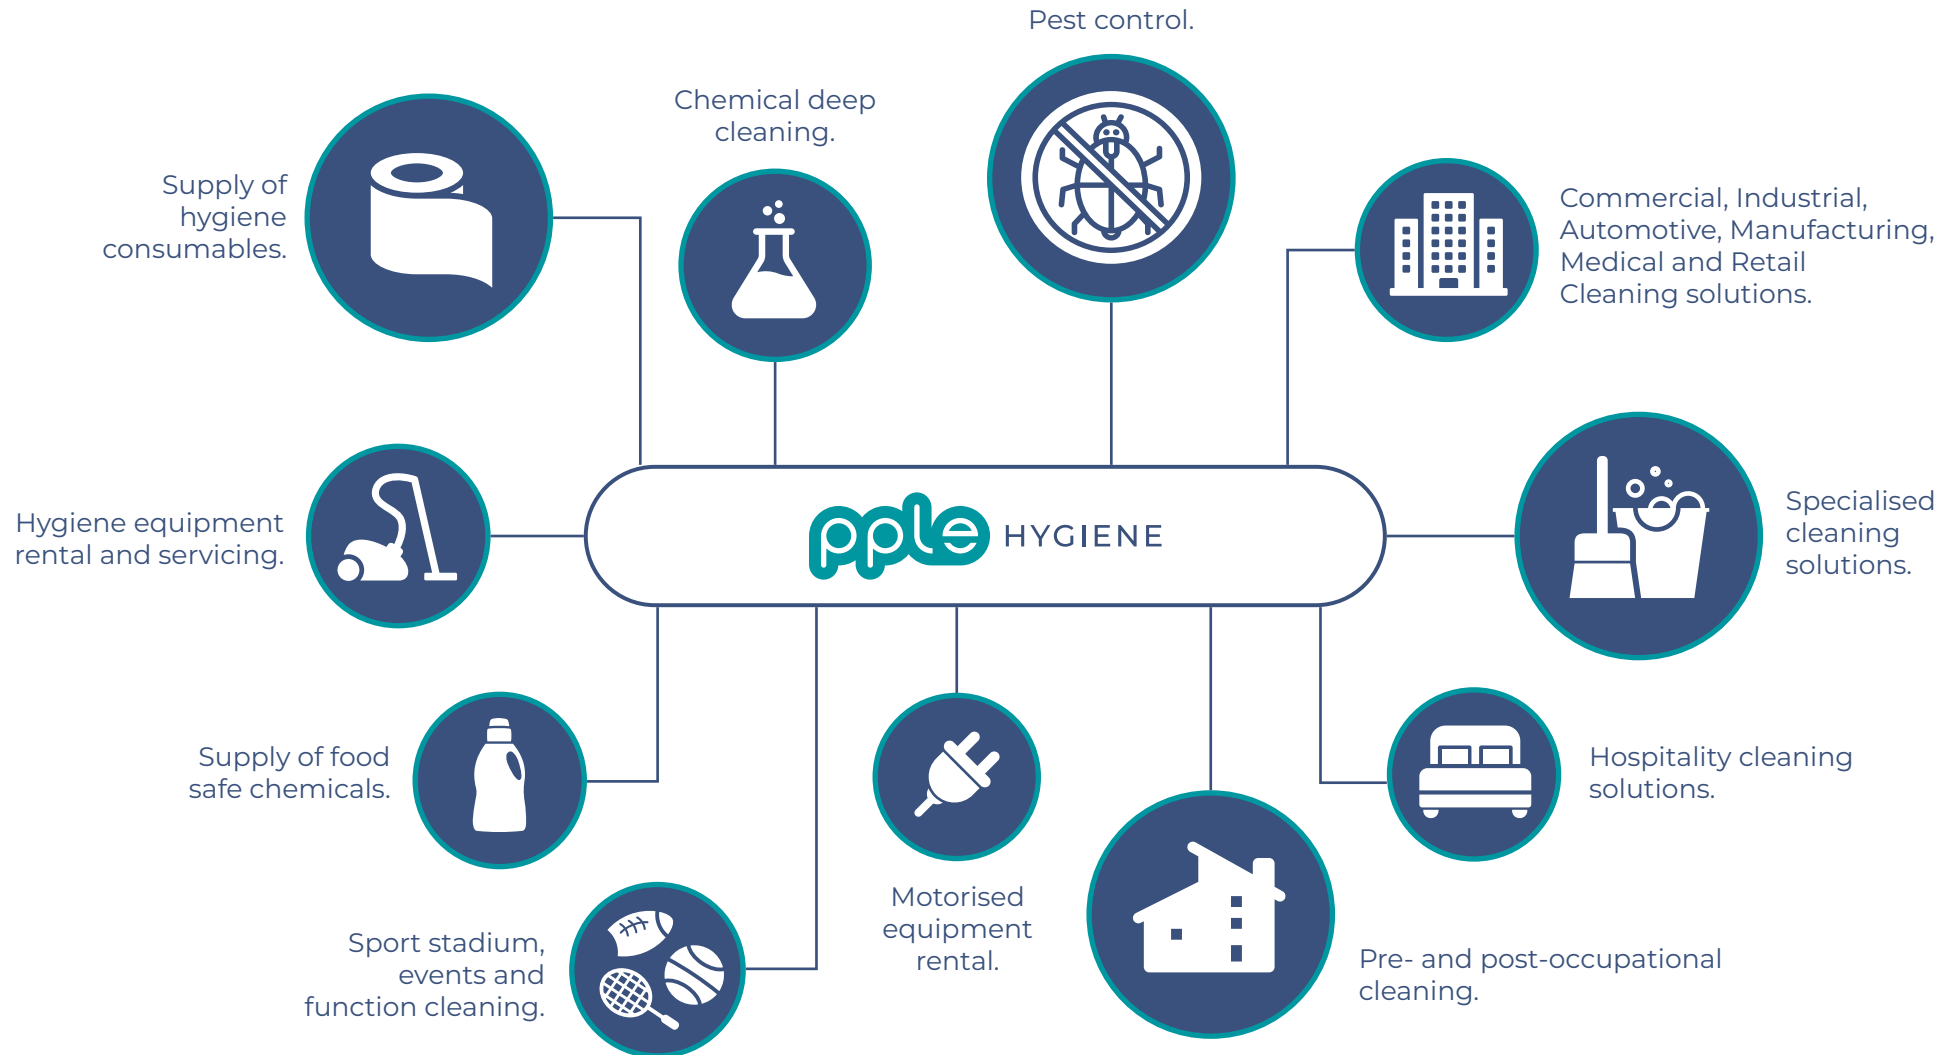 Pest control.
Chemical deep
cleaning.
Supply of
hygiene
consumables.
Commercial, Industrial,
Automotive, Manufacturing,
Medical and Retail
Cleaning solutions.
Hygiene equipment
rental and servicing.
pple HYGIENE
Specialised
cleaning
solutions.
Supply of food
safe chemicals.
Hospitality cleaning
solutions.
Motorised
equipment
rental.
Sport stadium,
events and
function cleaning.
Pre- and post-occupational
cleaning.